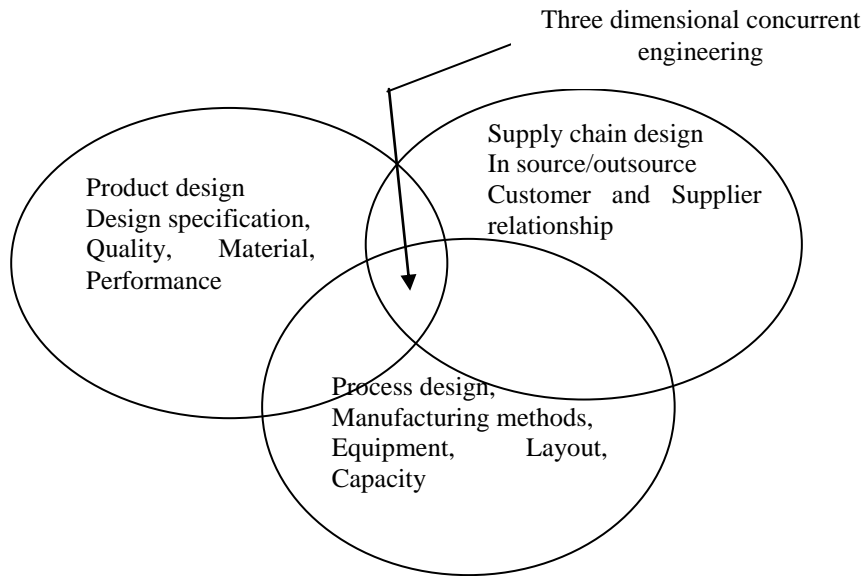 Three dimensional concurrent
engineering
Supply chain design
In source/outsource
Customer and Supplier
relationship
Product design
Design specification,
Quality, Material,
Performance
Process design,
Manufacturing methods,
Equipment, Layout,
Capacity